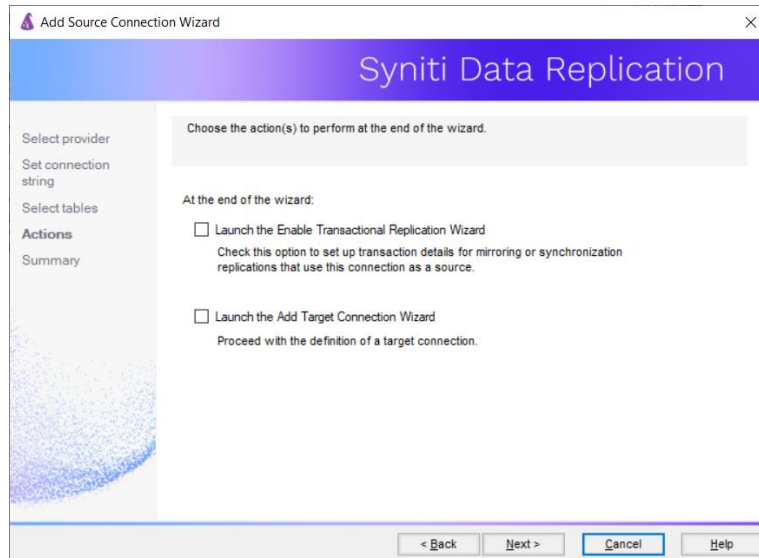 Add Source Connection Wizard
Syniti Data Replication
Select provider
Set connection
string
Select tables
Actions
Summary
Choose the action(s) to perform at the end of the wizard.
At the end of the wizard:
Launch the Enable Transactional Replication Wizard
Check this option to set up transaction details for mirroring or synchronization
replications that use this connection as a source.
Launch the Add Target Connection Wizard
Proceed with the definition of a target connection.
< Back
Next >
Cancel
Help